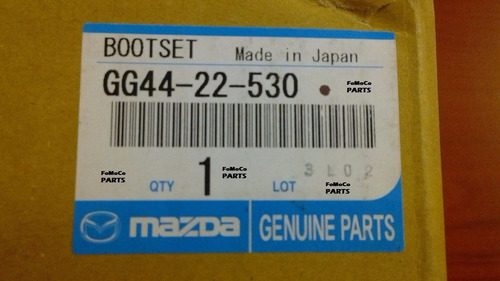 BOOTSET Made in Japan
GG44-22-530
FoMoCo
PARTS
FoMoCo
PARTS
QTY 1
FoMoCo
PARTS
LOT
3L02
FoMoCo
PARTS
mazda GENUINE PARTS